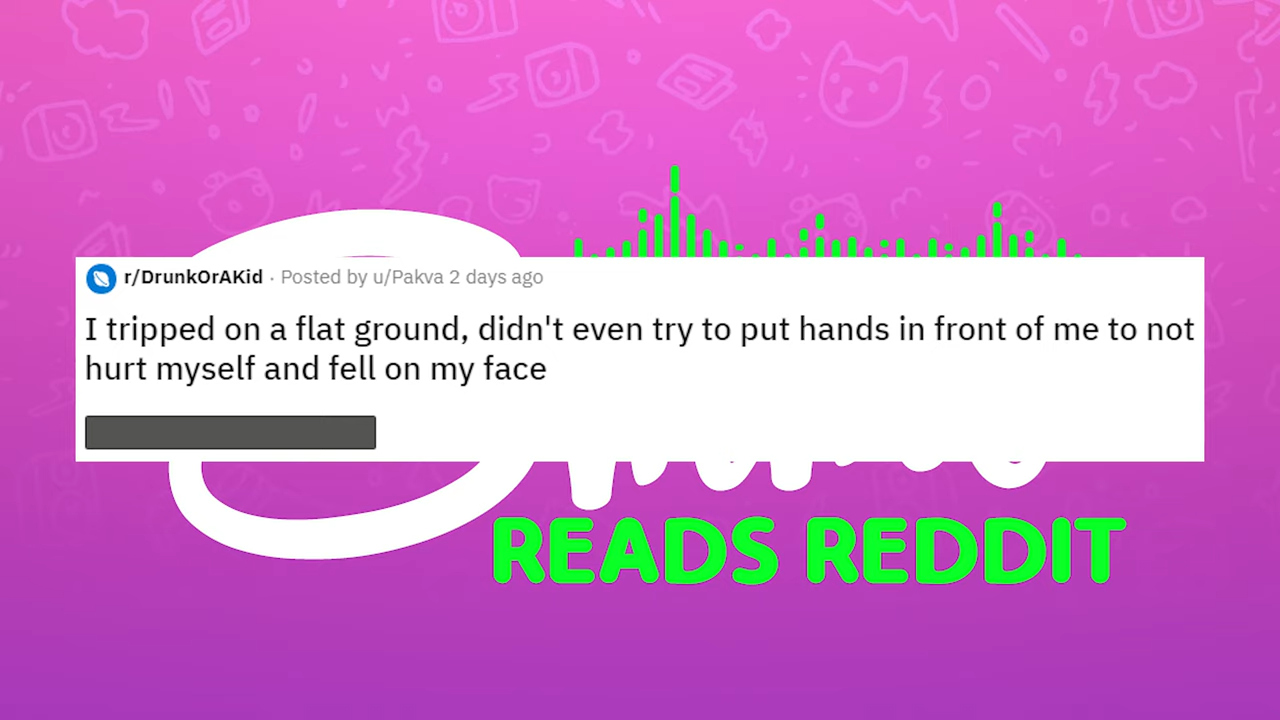 r/DrunkOrAKid · Posted by u/Pakva 2 days ago
I tripped on a flat ground, didn't even try to put hands in front of me to not
hurt myself and fell on my face
READS REDDIT